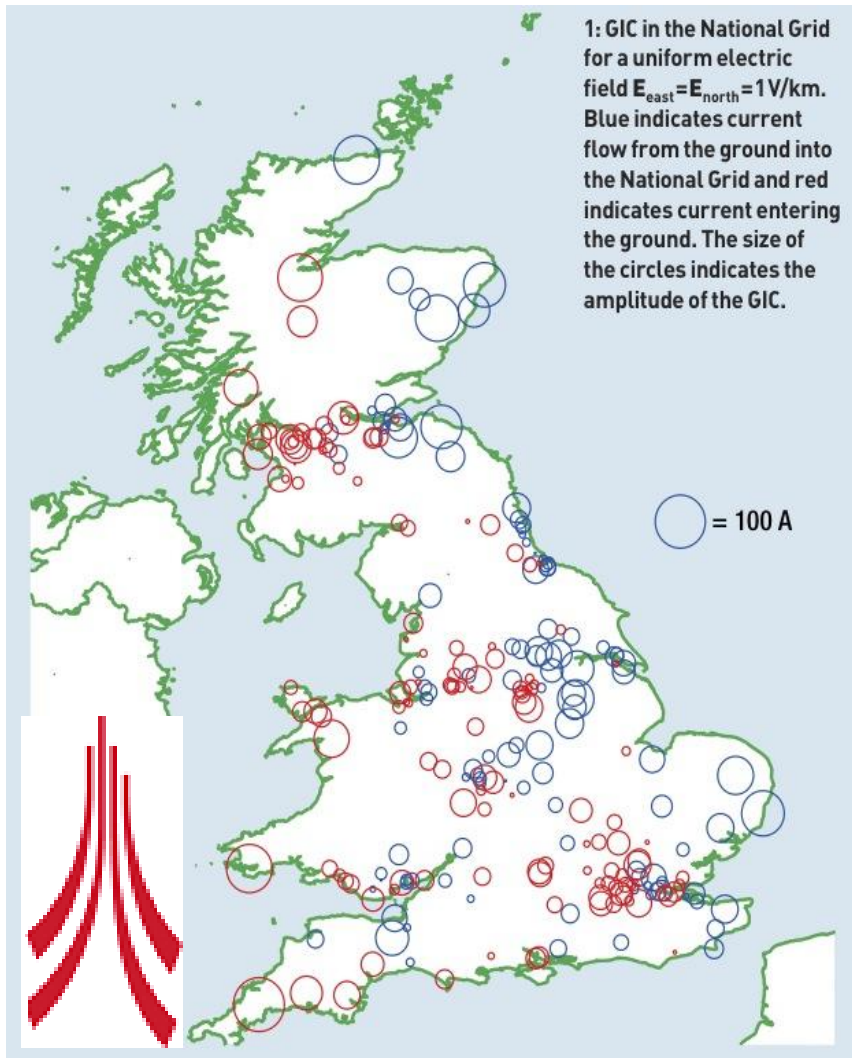 1: GIC in the National Grid
for a uniform electric
field E_east=E_north=1V/km.
Blue indicates current
flow from the ground into
the National Grid and red
indicates current entering
the ground. The size of
the circles indicates the
amplitude of the GIC.
= 100 A